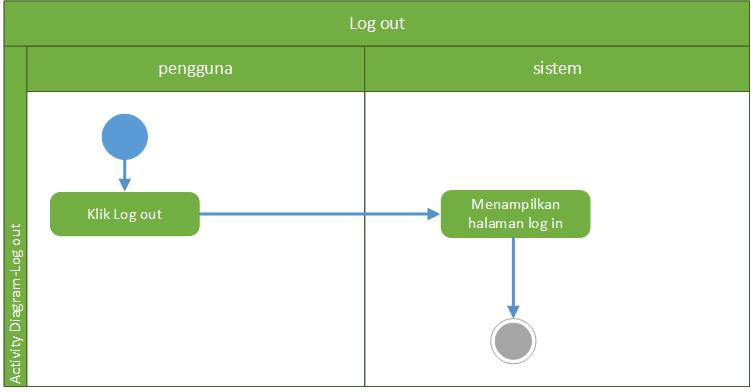 Log out
pengguna
sistem
Klik Log out
Menampilkan
halaman log in
Activity Diagram-Log out